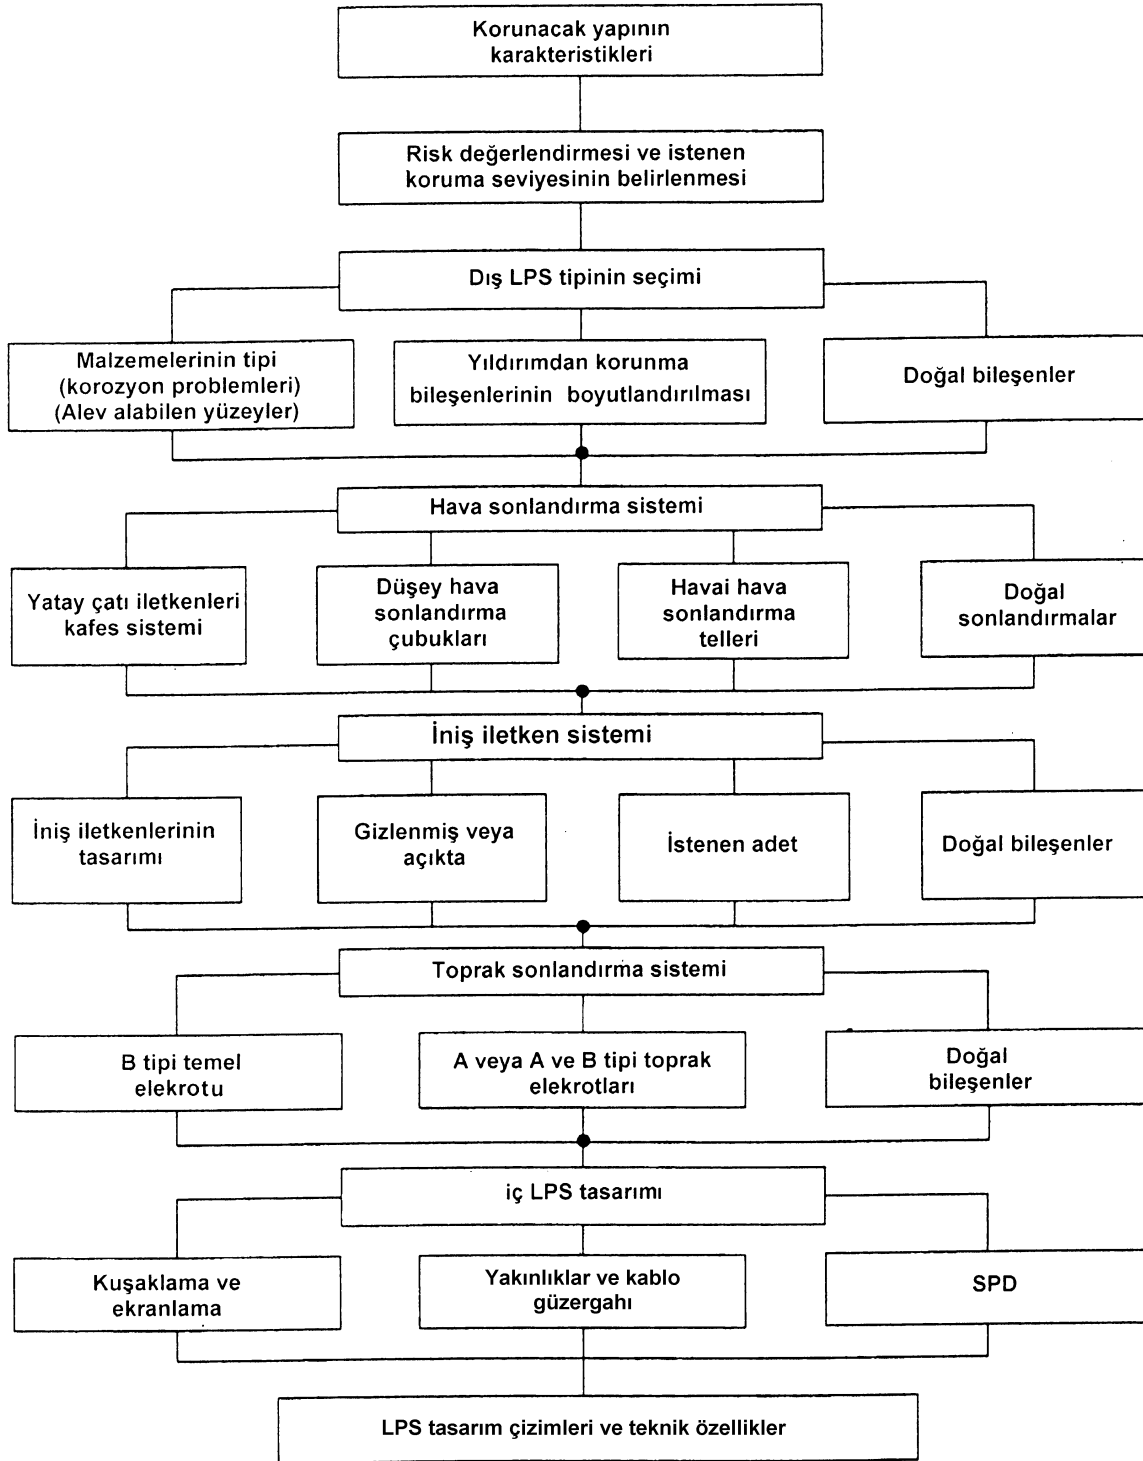 Korunacak yapının
karakteristikleri
Risk değerlendirmesi ve istenen
koruma seviyesinin belirlenmesi
Dış LPS tipinin seçimi
Malzemelerinin tipi
(korozyon problemleri)
(Alev alabilen yüzeyler)
Yıldırımdan korunma
bileşenlerinin boyutlandırılması
Doğal bileşenler
Hava sonlandırma sistemi
Yatay çatı iletkenleri
kafes sistemi
Düşey hava
sonlandırma
çubukları
Havai hava
sonlandırma
telleri
Doğal
sonlandırmalar
İniş iletken sistemi
İniş iletkenlerinin
tasarımı
Gizlenmiş veya
açıkta
İstenen adet
Doğal bileşenler
Toprak sonlandırma sistemi
B tipi temel
elekrotu
A veya A ve B tipi toprak
elekrotları
Doğal
bileşenler
iç LPS tasarımı
Kuşaklama ve
ekranlama
Yakınlıklar ve kablo
güzergahı
SPD
LPS tasarım çizimleri ve teknik özellikler